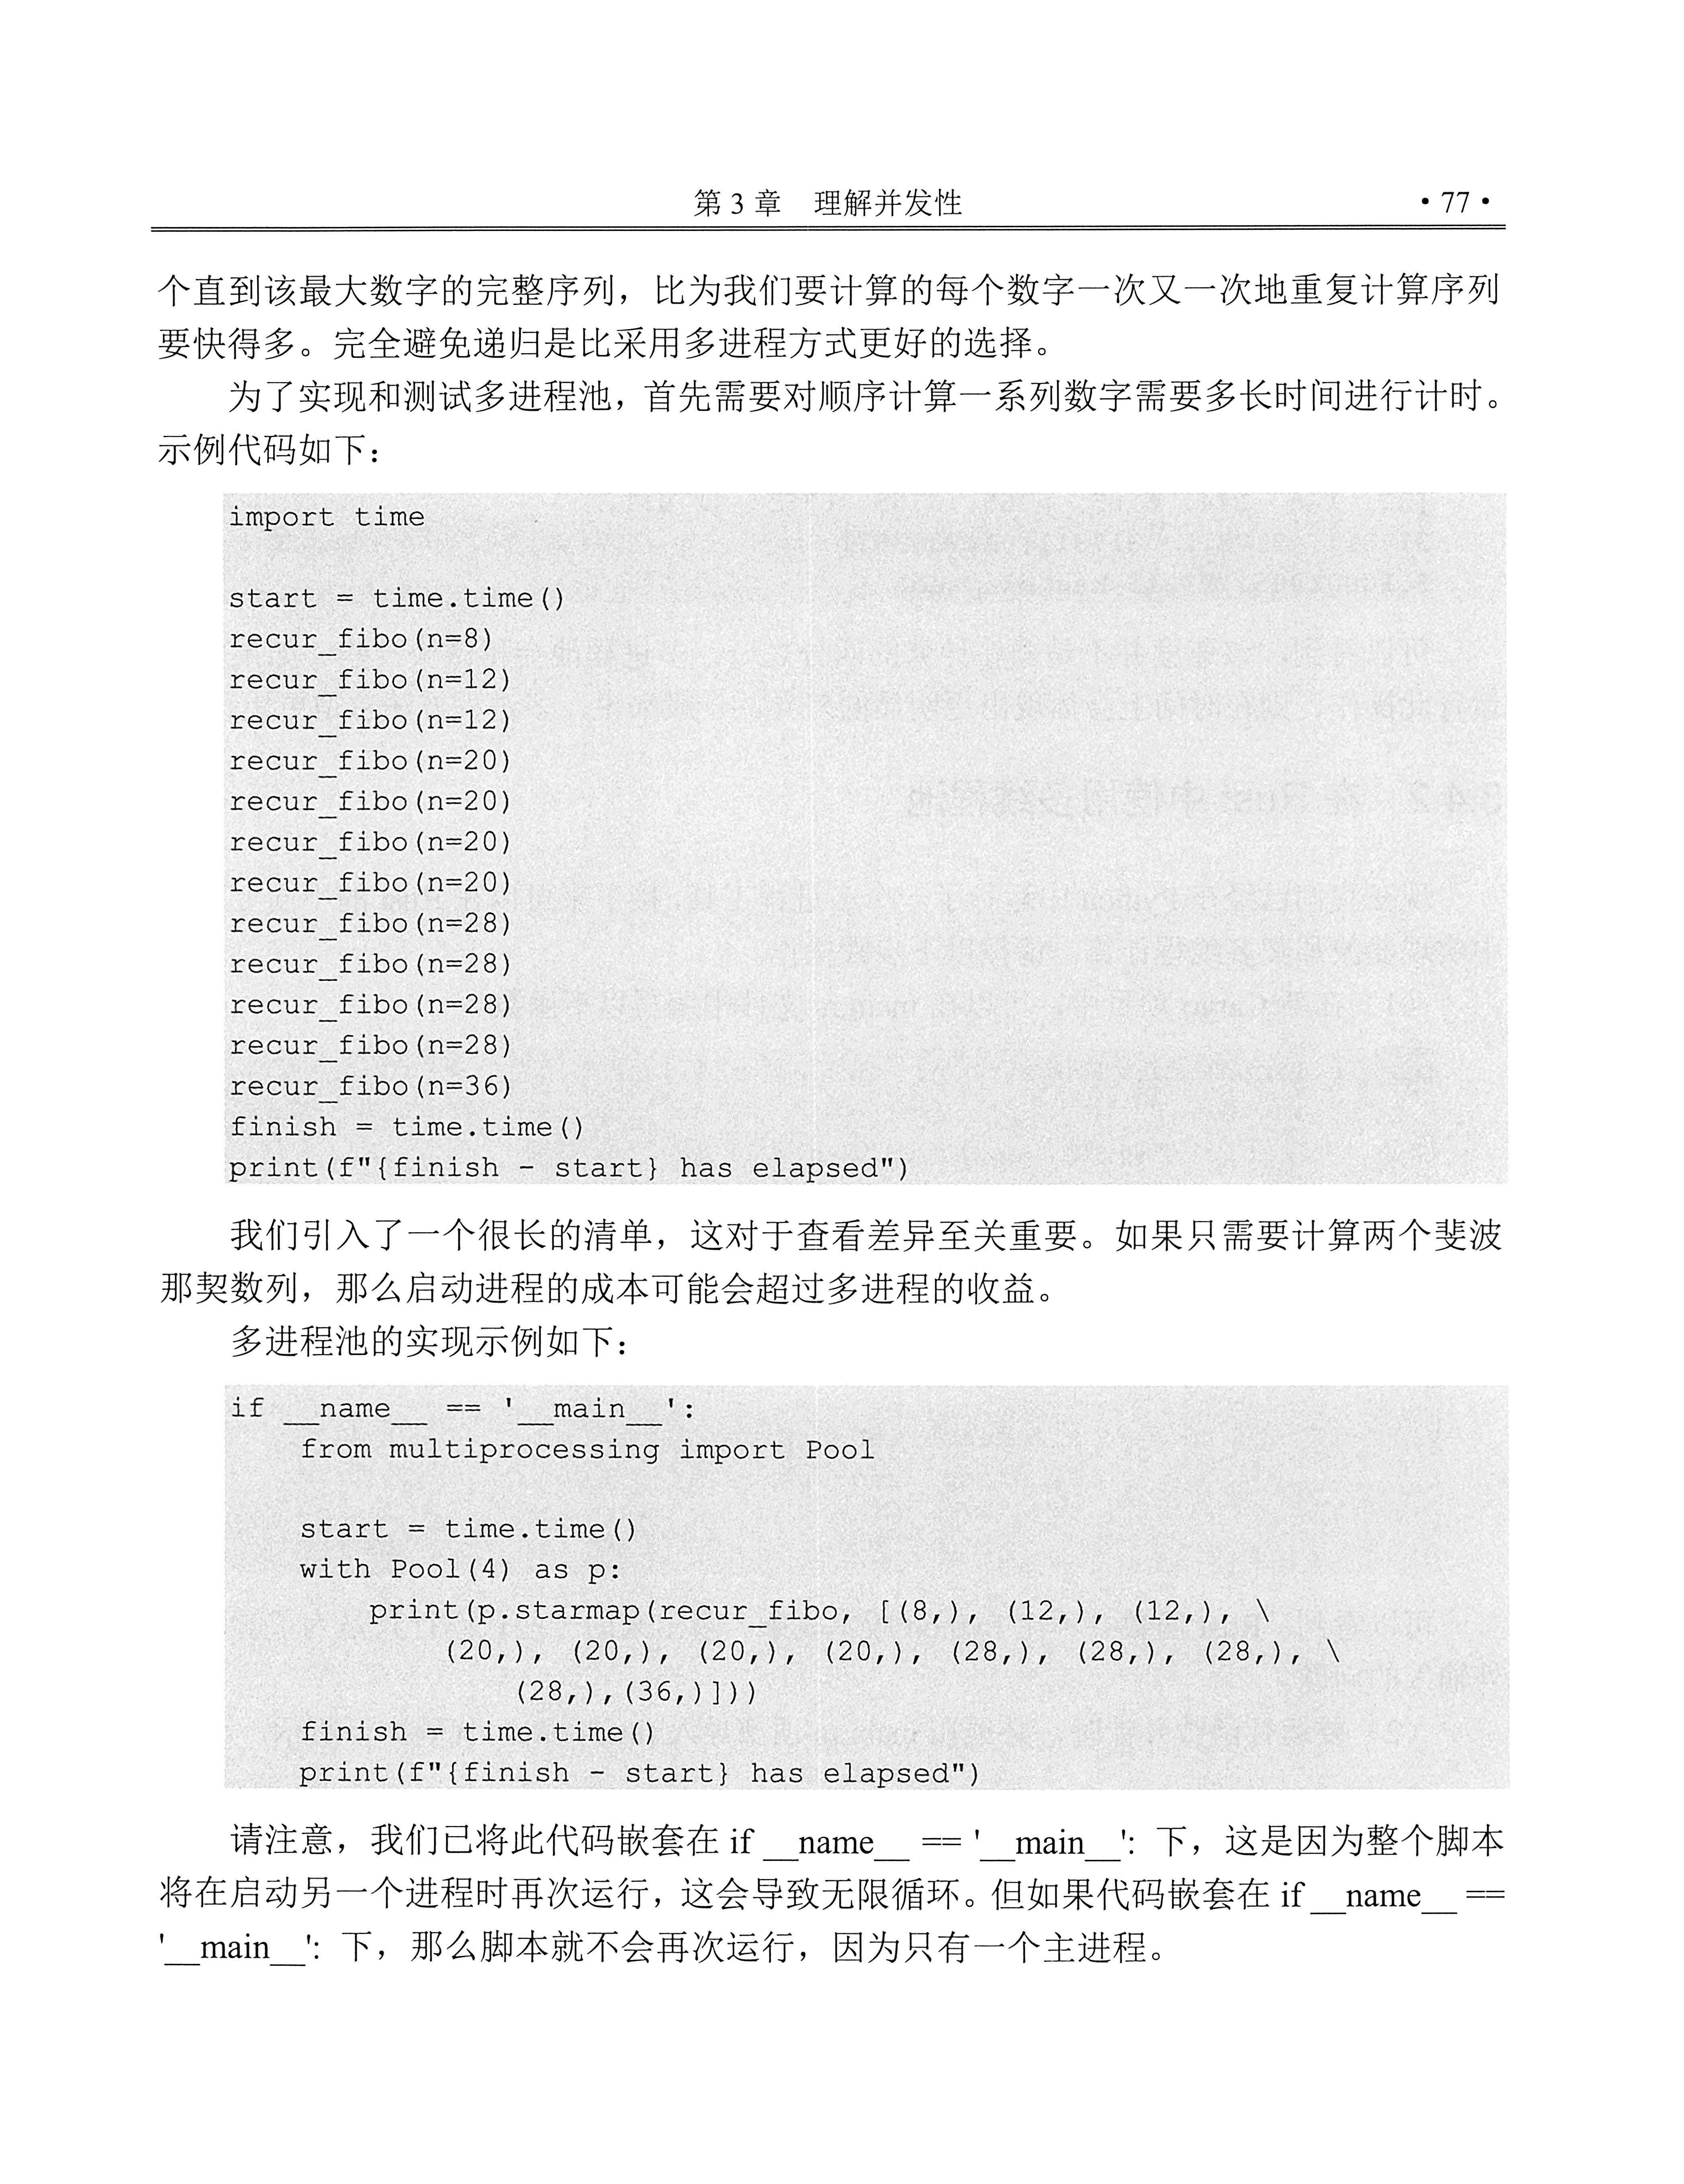 第 3 章 理解并发性 • 77 •
个直到该最大数字的完整序列，比为我们要计算的每个数字一次又一次地重复计算序列
要快得多。完全避免递归是比采用多进程方式更好的选择。
为了实现和测试多进程池，首先需要对顺序计算一系列数字需要多长时间进行计时。
示例代码如下：
import time
start = time.time()
recur_fibo(n=8)
recur_fibo(n=12)
recur_fibo(n=12)
recur_fibo(n=20)
recur_fibo(n=20)
recur_fibo(n=20)
recur_fibo(n=20)
recur_fibo(n=28)
recur_fibo(n=28)
recur_fibo(n=28)
recur_fibo(n=28)
recur_fibo(n=36)
finish = time.time()
print(f"{finish - start} has elapsed")
我们引入了一个很长的清单，这对于查看差异至关重要。如果只需要计算两个斐波
那契数列，那么启动进程的成本可能会超过多进程的收益。
多进程池的实现示例如下：
if __name__ == '__main__':
    from multiprocessing import Pool
    start = time.time()
    with Pool(4) as p:
        print(p.starmap(recur_fibo, [(8,), (12,), (12,), \
            (20,), (20,), (20,), (20,), (28,), (28,), (28,), \
                (28,),(36,)]))
    finish = time.time()
    print(f"{finish - start} has elapsed")
请注意，我们已将此代码嵌套在 if __name__ == '__main__': 下，这是因为整个脚本
将在启动另一个进程时再次运行，这会导致无限循环。但如果代码嵌套在 if __name__ ==
'__main__': 下，那么脚本就不会再次运行，因为只有一个主进程。